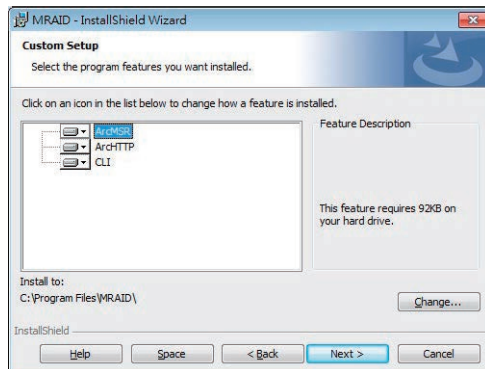 MRAID - InstallShield Wizard
Custom Setup
Select the program features you want installed.
Click on an icon in the list below to change how a feature is installed.
ArcMSR
ArcHTTP
CLI
Feature Description
This feature requires 92KB on
your hard drive.
Install to:
C:\Program Files\MRAID\
Change...
InstallShield
Help
Space
< Back
Next >
Cancel